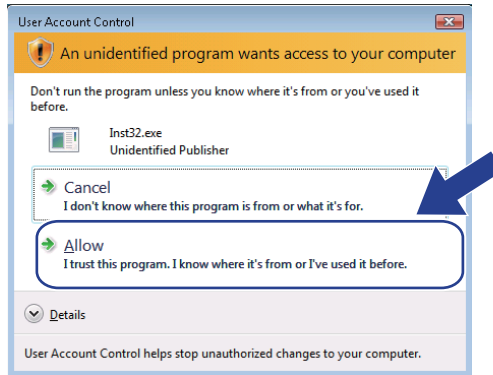 User Account Control
An unidentified program wants access to your computer
Don't run the program unless you know where it's from or you've used it
before.
Inst32.exe
Unidentified Publisher
Cancel
I don't know where this program is from or what it's for.
Allow
I trust this program. I know where it's from or I've used it before.
Details
User Account Control helps stop unauthorized changes to your computer.